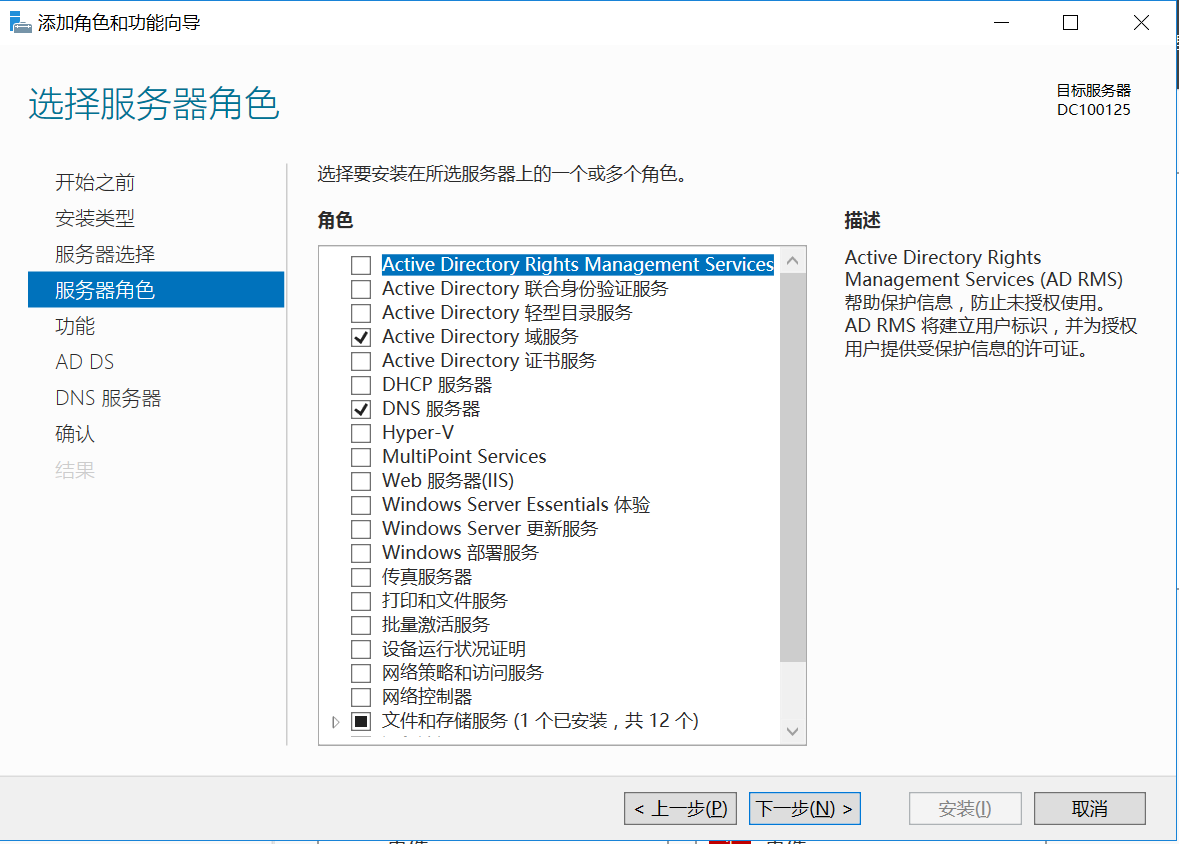 添加角色和功能向导
选择服务器角色
目标服务器
DC100125
开始之前
安装类型
服务器选择
服务器角色
功能
AD DS
DNS 服务器
确认
结果
选择要安装在所选服务器上的一个或多个角色。
角色
Active Directory Rights Management Services
Active Directory 联合身份验证服务
Active Directory 轻型目录服务
Active Directory 域服务
Active Directory 证书服务
DHCP 服务器
DNS 服务器
Hyper-V
MultiPoint Services
Web 服务器(IIS)
Windows Server Essentials 体验
Windows Server 更新服务
Windows 部署服务
传真服务器
打印和文件服务
批量激活服务
设备运行状况证明
网络策略和访问服务
网络控制器
文件和存储服务 (1 个已安装，共 12 个)
描述
Active Directory Rights
Management Services (AD RMS)
帮助保护信息，防止未授权使用。
AD RMS 将建立用户标识，并为授权
用户提供受保护信息的许可证。
< 上一步(P)
下一步(N) >
安装(I)
取消